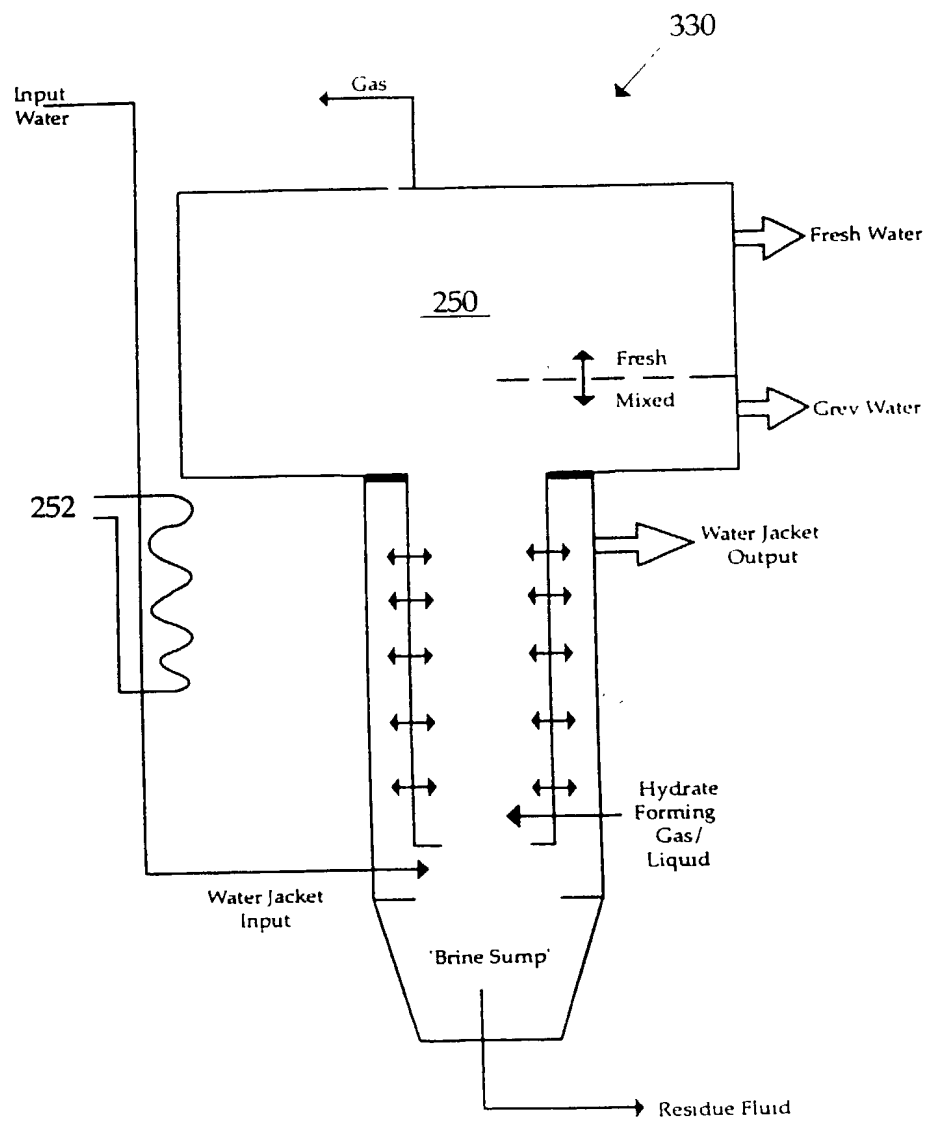 330
Gas
Input
Water
Fresh Water
250
Fresh
Mixed
Grey Water
252
Water Jacket
Output
Hydrate
Forming
Gas/
Liquid
Water Jacket
Input
'Brine Sump'
Residue Fluid